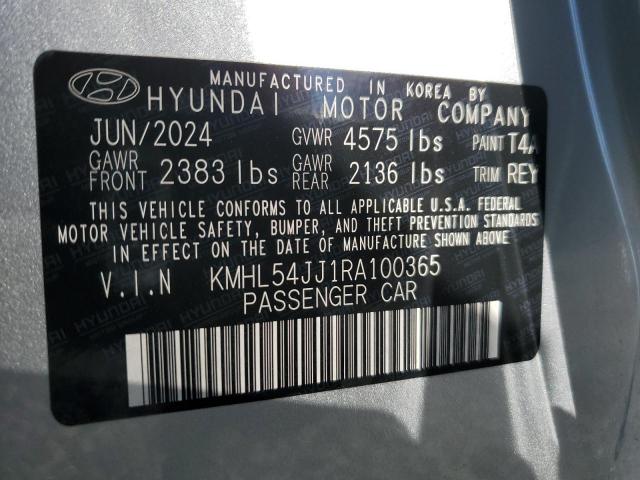 MANUFACTURED IN KOREA BY
HYUNDAI MOTOR COMPANY
JUN/2024 GVWR 4575 lbs PAINT T4A
GAWR FRONT 2383 lbs GAWR REAR 2136 lbs TRIM REY
THIS VEHICLE CONFORMS TO ALL APPLICABLE U.S.A. FEDERAL
MOTOR VEHICLE SAFETY, BUMPER, AND THEFT PREVENTION STANDARDS
IN EFFECT ON THE DATE OF MANUFACTURE SHOWN ABOVE.
V.I.N KMHL54JJ1RA100365
PASSENGER CAR